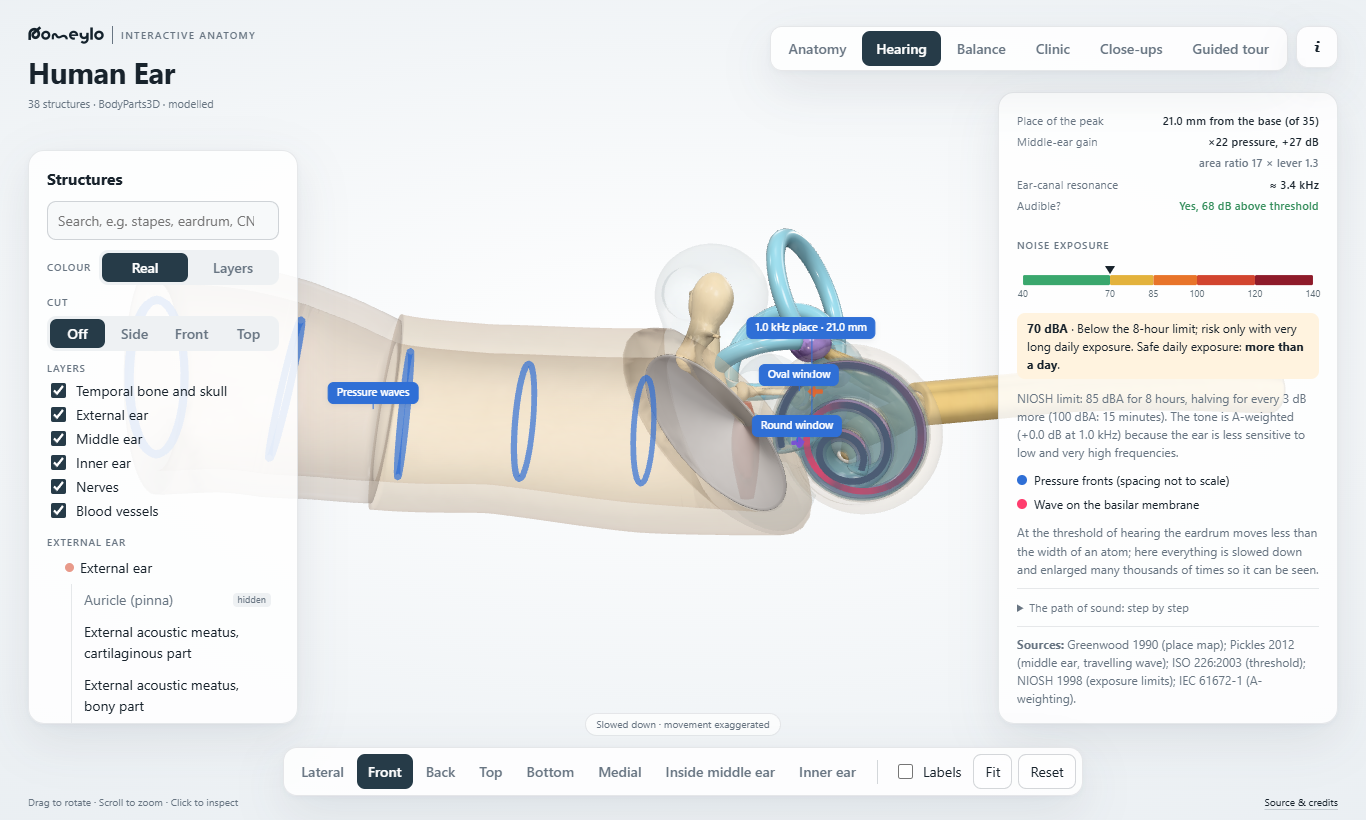 Domeylo
INTERACTIVE ANATOMY
Human Ear
38 structures · BodyParts3D · modelled
Anatomy
Hearing
Balance
Clinic
Close-ups
Guided tour
i
Structures
Search, e.g. stapes, eardrum, CN
COLOUR
Real
Layers
CUT
Off
Side
Front
Top
LAYERS
Temporal bone and skull
External ear
Middle ear
Inner ear
Nerves
Blood vessels
EXTERNAL EAR
External ear
Auricle (pinna)
hidden
External acoustic meatus,
cartilaginous part
External acoustic meatus,
bony part
Pressure waves
1.0 kHz place · 21.0 mm
Oval window
Round window
Place of the peak
21.0 mm from the base (of 35)
Middle-ear gain
×22 pressure, +27 dB
area ratio 17 × lever 1.3
Ear-canal resonance
≈ 3.4 kHz
Audible?
Yes, 68 dB above threshold
NOISE EXPOSURE
40 70 85 100 120 140
70 dBA · Below the 8-hour limit; risk only with very
long daily exposure. Safe daily exposure: more than
a day.
NIOSH limit: 85 dBA for 8 hours, halving for every 3 dB
more (100 dBA: 15 minutes). The tone is A-weighted
(+0.0 dB at 1.0 kHz) because the ear is less sensitive to
low and very high frequencies.
Pressure fronts (spacing not to scale)
Wave on the basilar membrane
At the threshold of hearing the eardrum moves less than
the width of an atom; here everything is slowed down
and enlarged many thousands of times so it can be seen.
The path of sound: step by step
Sources: Greenwood 1990 (place map); Pickles 2012
(middle ear, travelling wave); ISO 226:2003 (threshold);
NIOSH 1998 (exposure limits); IEC 61672-1 (A-
weighting).
Slowed down · movement exaggerated
Lateral
Front
Back
Top
Bottom
Medial
Inside middle ear
Inner ear
Labels
Fit
Reset
Drag to rotate · Scroll to zoom · Click to inspect
Source & credits